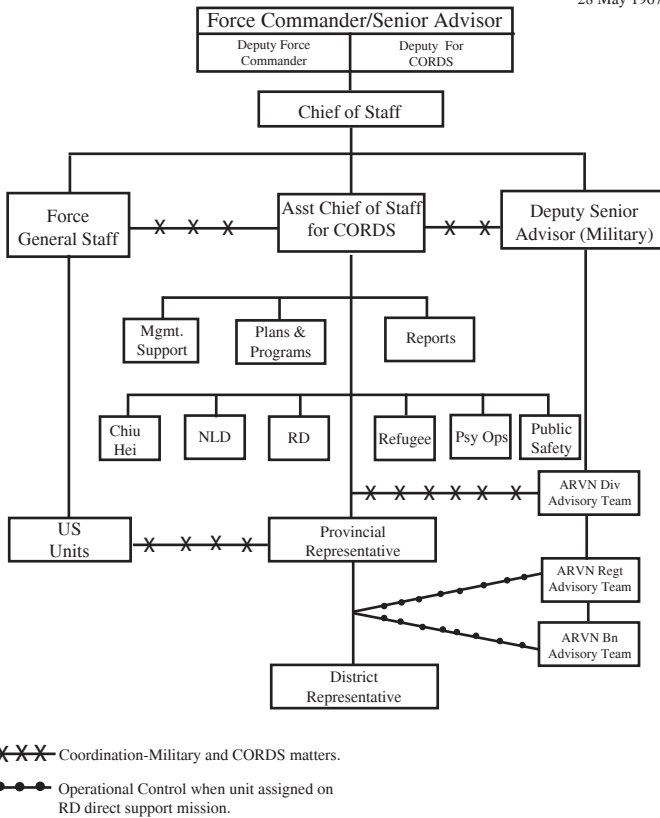 28 May 1967
Force Commander/Senior Advisor
Deputy Force
Commander
Deputy For
CORDS
Chief of Staff
Force
General Staff
X X X
Asst Chief of Staff
for CORDS
X X
Deputy Senior
Advisor (Military)
Mgmt.
Support
Plans &
Programs
Reports
Chiu
Hei
NLD
RD
Refugee
Psy Ops
Public
Safety
X X X X X X
ARVN Div
Advisory Team
US
Units
X X X X
Provincial
Representative
ARVN Regt
Advisory Team
ARVN Bn
Advisory Team
District
Representative
X X X Coordination-Military and CORDS matters.
Operational Control when unit assigned on
RD direct support mission.